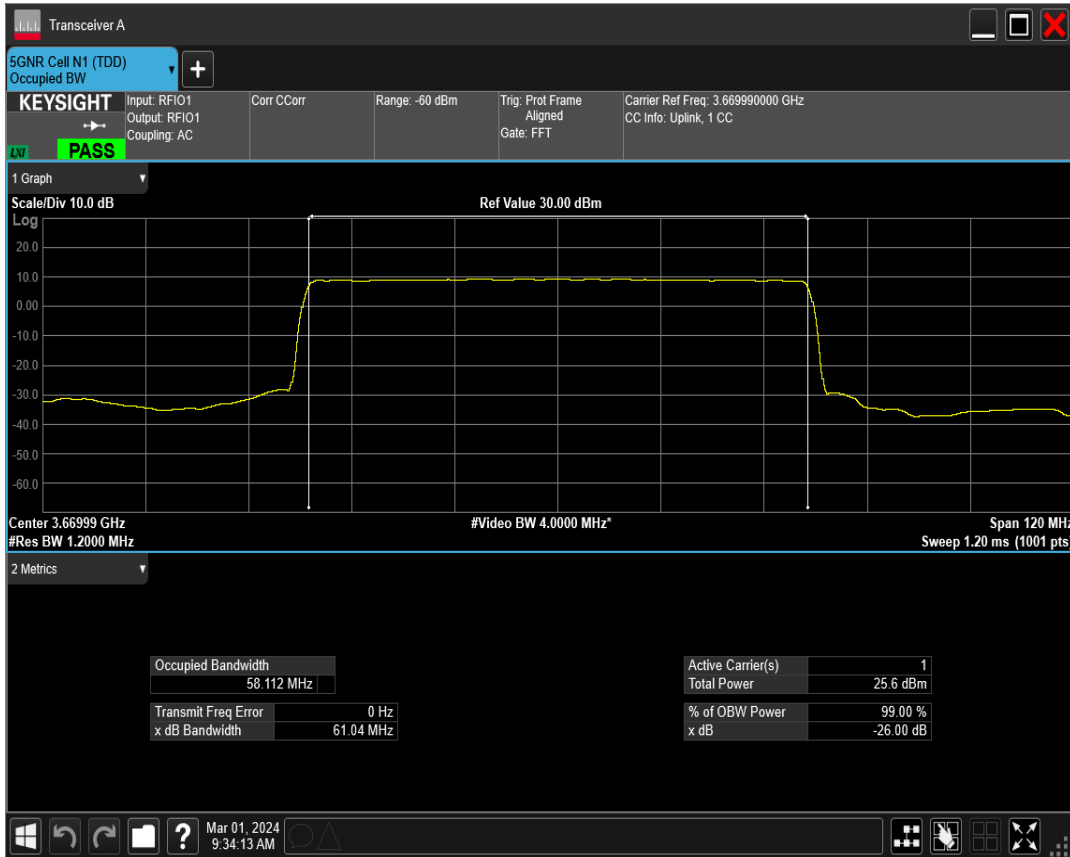 Transceiver A
5GNR Cell N1 (TDD)
Occupied BW
+
KEYSIGHT
LXI
PASS
Input: RFIO1
Output: RFIO1
Coupling: AC
Corr CCorr
Range: -60 dBm
Trig: Prot Frame
Aligned
Gate: FFT
Carrier Ref Freq: 3.669990000 GHz
CC Info: Uplink, 1 CC
1 Graph
Scale/Div 10.0 dB
Ref Value 30.00 dBm
Log
20.0
10.0
0.00
-10.0
-20.0
-30.0
-40.0
-50.0
-60.0
Center 3.66999 GHz
#Video BW 4.0000 MHz*
Span 120 MHz
#Res BW 1.2000 MHz
Sweep 1.20 ms (1001 pts)
2 Metrics
Occupied Bandwidth
58.112 MHz
Transmit Freq Error 0 Hz
x dB Bandwidth 61.04 MHz
Active Carrier(s) 1
Total Power 25.6 dBm
% of OBW Power 99.00 %
x dB -26.00 dB
?
Mar 01, 2024
9:34:13 AM